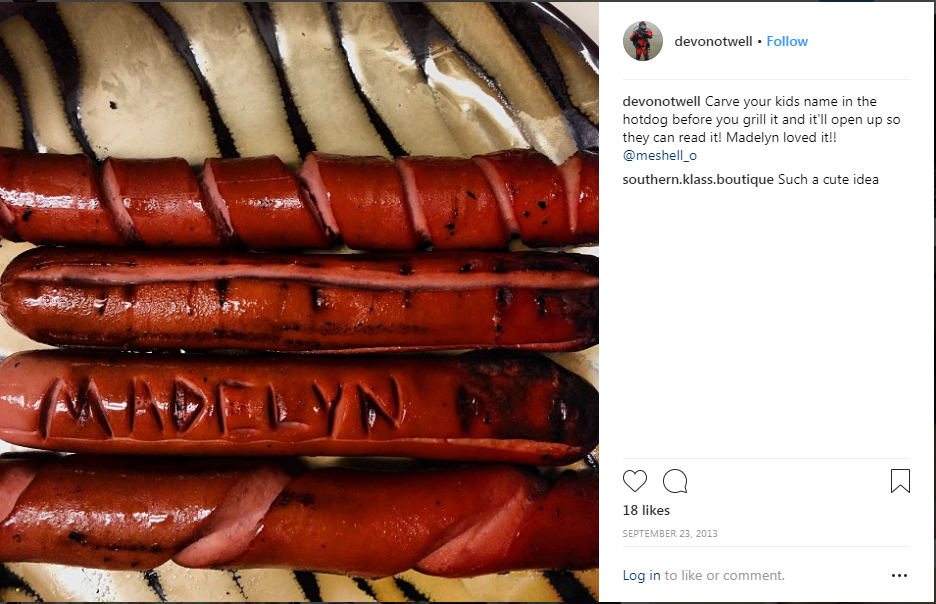 MADELYN
devonotwell • Follow
devonotwell Carve your kids name in the
hotdog before you grill it and it'll open up so
they can read it! Madelyn loved it!!
@meshell_o
southern.klass.boutique Such a cute idea
18 likes
SEPTEMBER 23, 2013
Log in to like or comment.